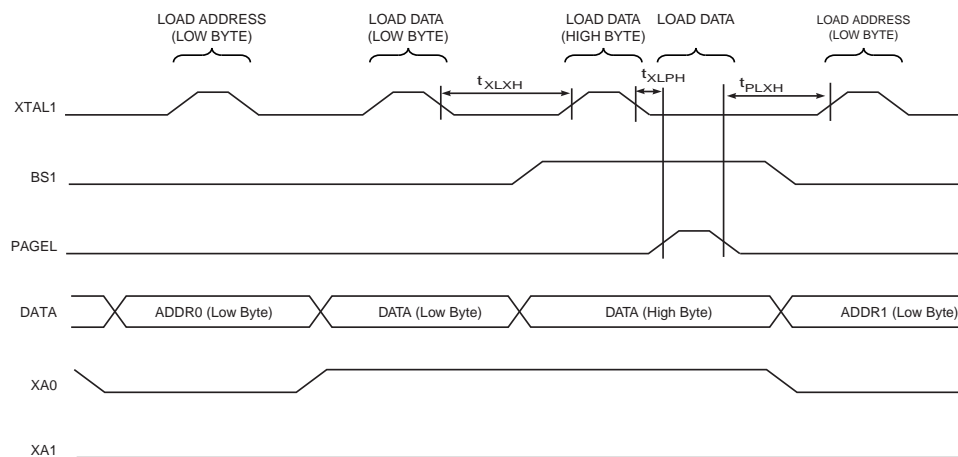 LOAD ADDRESS
(LOW BYTE)
LOAD DATA
(LOW BYTE)
LOAD DATA
(HIGH BYTE)
LOAD DATA
LOAD ADDRESS
(LOW BYTE)
tXLXH
tXLPH
tPLXH
XTAL1
BS1
PAGEL
DATA
ADDR0 (Low Byte)
DATA (Low Byte)
DATA (High Byte)
ADDR1 (Low Byte)
XA0
XA1